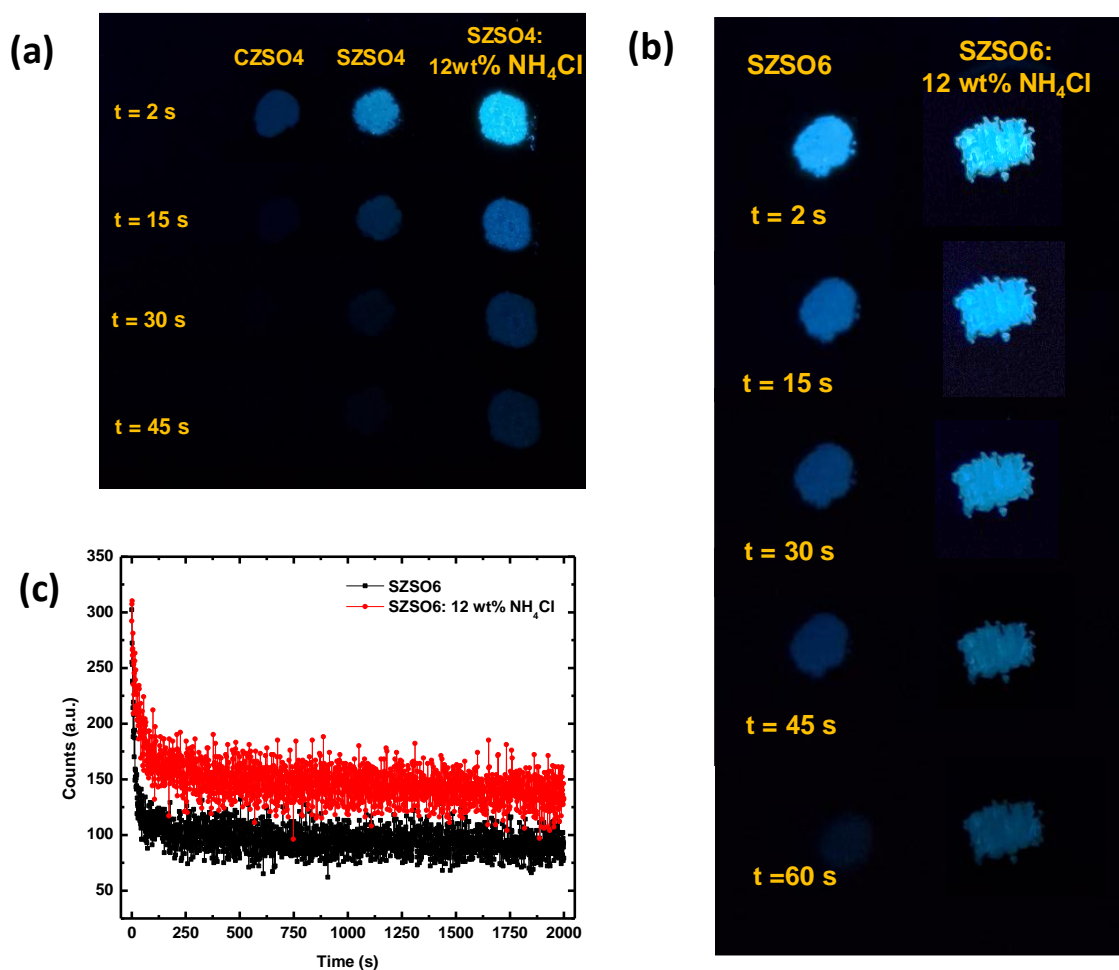 (a)
CZSO4 SZSO4 SZSO4:
12wt% NH₄Cl
t = 2 s
t = 15 s
t = 30 s
t = 45 s
(b)
SZSO6 SZSO6:
12 wt% NH₄Cl
t = 2 s
t = 15 s
t = 30 s
t = 45 s
t =60 s
(c)
350
300
250
200
150
100
50
Counts (a.u.)
SZSO6
SZSO6: 12 wt% NH₄Cl
0 250 500 750 1000 1250 1500 1750 2000
Time (s)